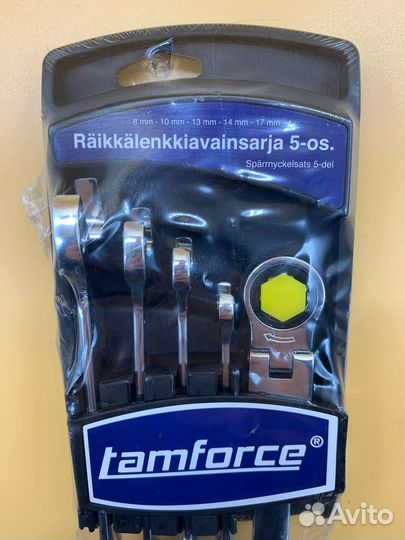 8 mm - 10 mm - 13 mm - 14 mm - 17 mm
Räikkälenkkiavainsarja 5-os.
Spärrnyckelsats 5-del
tamforce®
Avito